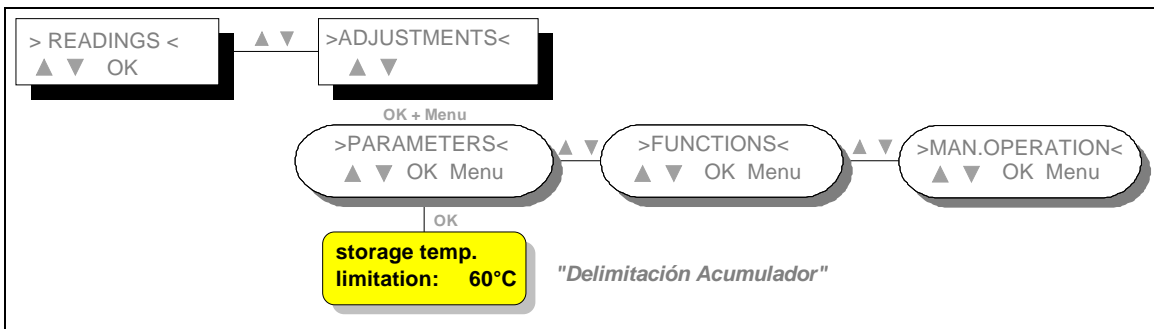 > READINGS <
▲ ▼ OK
▲ ▼
>ADJUSTMENTS<
▲ ▼
OK + Menu
>PARAMETERS<
▲ ▼ OK Menu
▲ ▼
>FUNCTIONS<
▲ ▼ OK Menu
▲ ▼
>MAN.OPERATION<
▲ ▼ OK Menu
OK
storage temp.
limitation: 60°C
"Delimitación Acumulador"